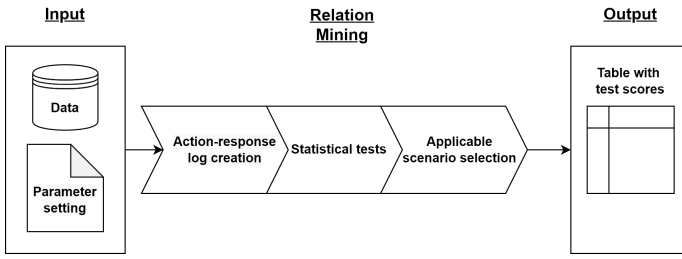 Input
Relation
Mining
Output
Data
Parameter
setting
Action-response
log creation
Statistical tests
Applicable
scenario selection
Table with
test scores